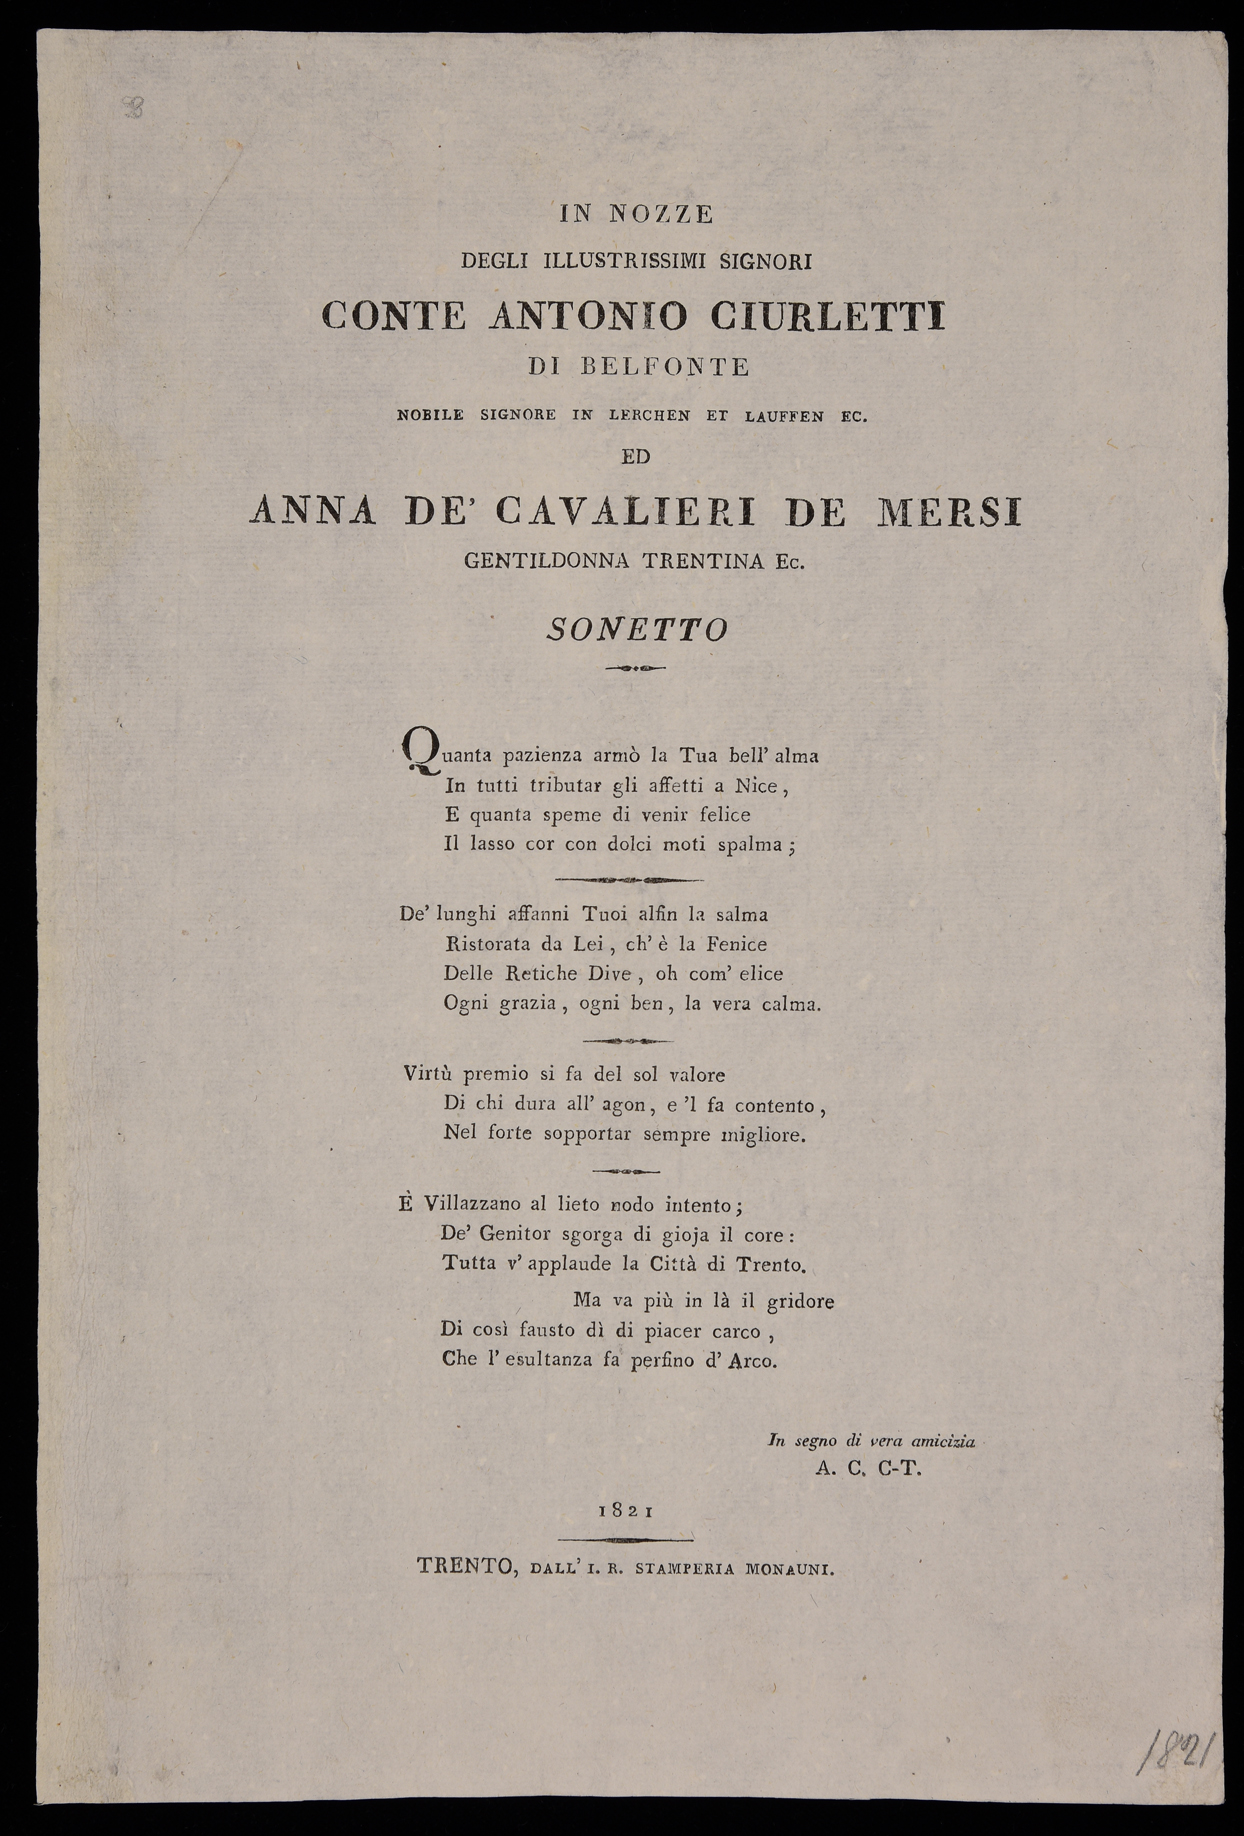 IN NOZZE
DEGLI ILLUSTRISSIMI SIGNORI
CONTE ANTONIO CIURLETTI
DI BELFONTE
NOBILE SIGNORE IN LERCHEN ET LAUFFEN EC.
ED
ANNA DE' CAVALIERI DE MERSI
GENTILDONNA TRENTINA Ec.
SONETTO
Quanta pazienza armò la Tua bell' alma
In tutti tributar gli affetti a Nice,
E quanta speme di venir felice
Il lasso cor con dolci moti spalma;
De' lunghi affanni Tuoi alfin la salma
Ristorata da Lei, ch' è la Fenice
Delle Retiche Dive, oh com' elice
Ogni grazia, ogni ben, la vera calma.
Virtù premio si fa del sol valore
Di chi dura all' agon, e 'l fa contento,
Nel forte sopportar sempre migliore.
È Villazzano al lieto nodo intento;
De' Genitor sgorga di gioja il core:
Tutta v' applaude la Città di Trento.
Ma va più in là il gridore
Di così fausto dì di piacer carco,
Che l' esultanza fa perfino d' Arco.
In segno di vera amicizia
A. C. C-T.
1821
TRENTO, DALL' I. R. STAMPERIA MONAUNI.
1821